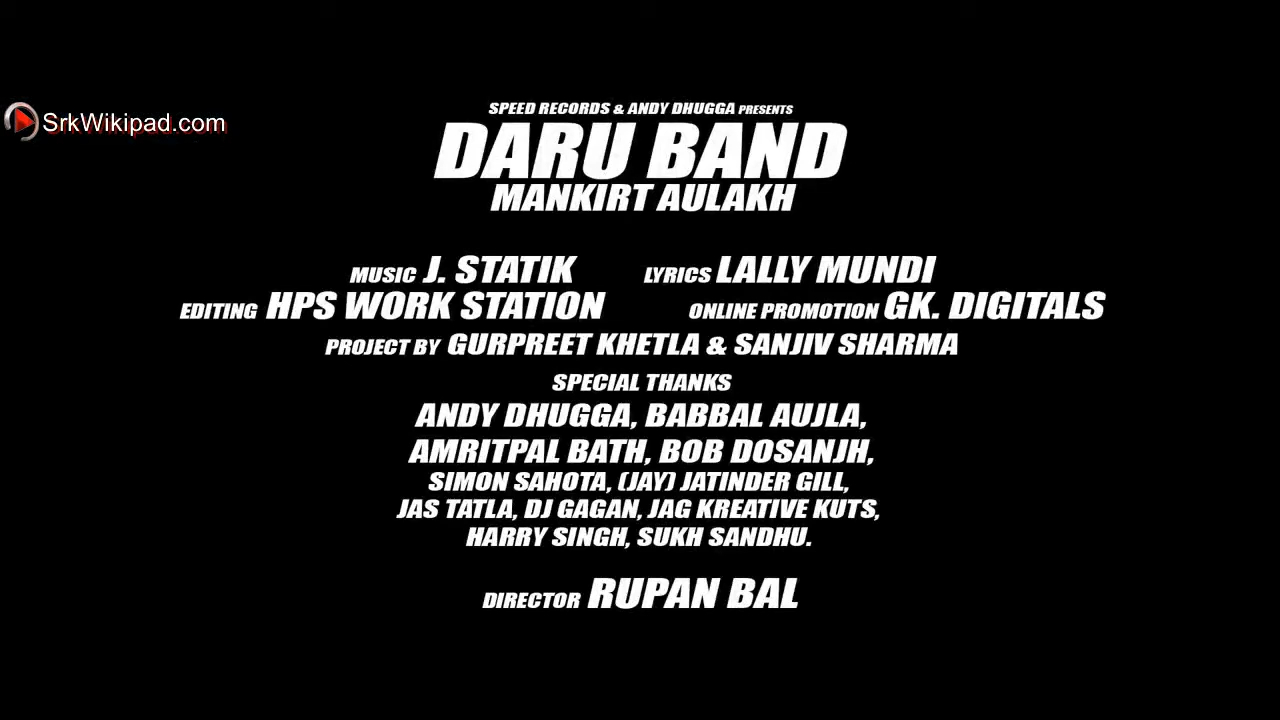 SrkWikipad.com
SPEED RECORDS & ANDY DHUGGA PRESENTS
DARU BAND
MANKIRT AULAKH
MUSIC J. STATIK LYRICS LALLY MUNDI
EDITING HPS WORK STATION ONLINE PROMOTION GK. DIGITALS
PROJECT BY GURPREET KHETLA & SANJIV SHARMA
SPECIAL THANKS
ANDY DHUGGA, BABBAL AUJLA,
AMRITPAL BATH, BOB DOSANJH,
SIMON SAHOTA, (JAY) JATINDER GILL,
JAS TATLA, DJ GAGAN, JAG KREATIVE KUTS,
HARRY SINGH, SUKH SANDHU.
DIRECTOR RUPAN BAL